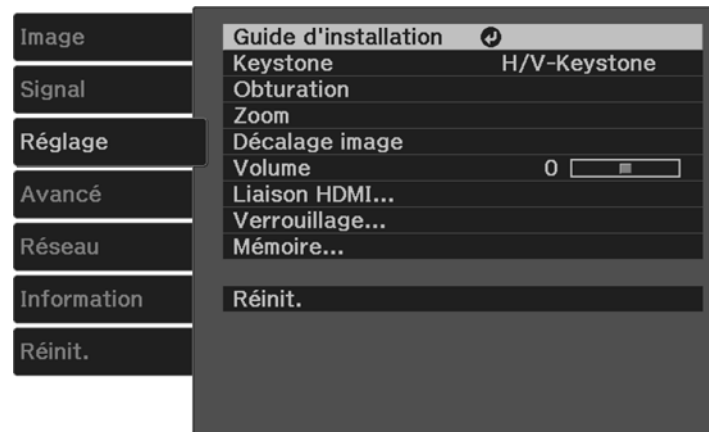 Image
Signal
Réglage
Avancé
Réseau
Information
Réinit.
Guide d'installation
Keystone H/V-Keystone
Obturation
Zoom
Décalage image
Volume 0
Liaison HDMI...
Verrouillage...
Mémoire...
Réinit.